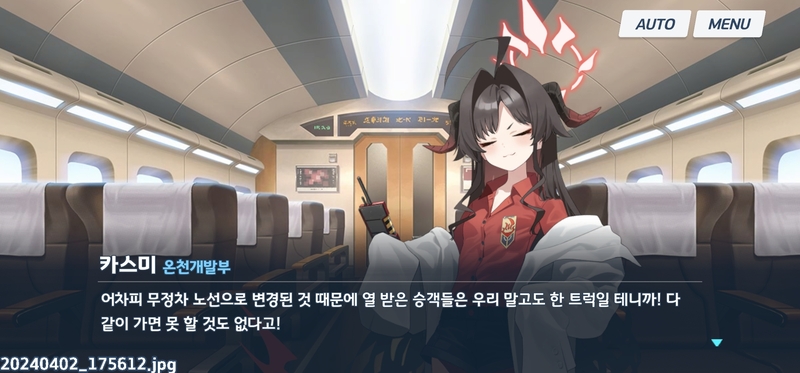 AUTO
MENU
카스미 온천개발부
어차피 무정차 노선으로 변경된 것 때문에 열 받은 승객들은 우리 말고도 한 트럭일 테니까! 다
같이 가면 못 할 것도 없다고!
20240402_175612.jpg